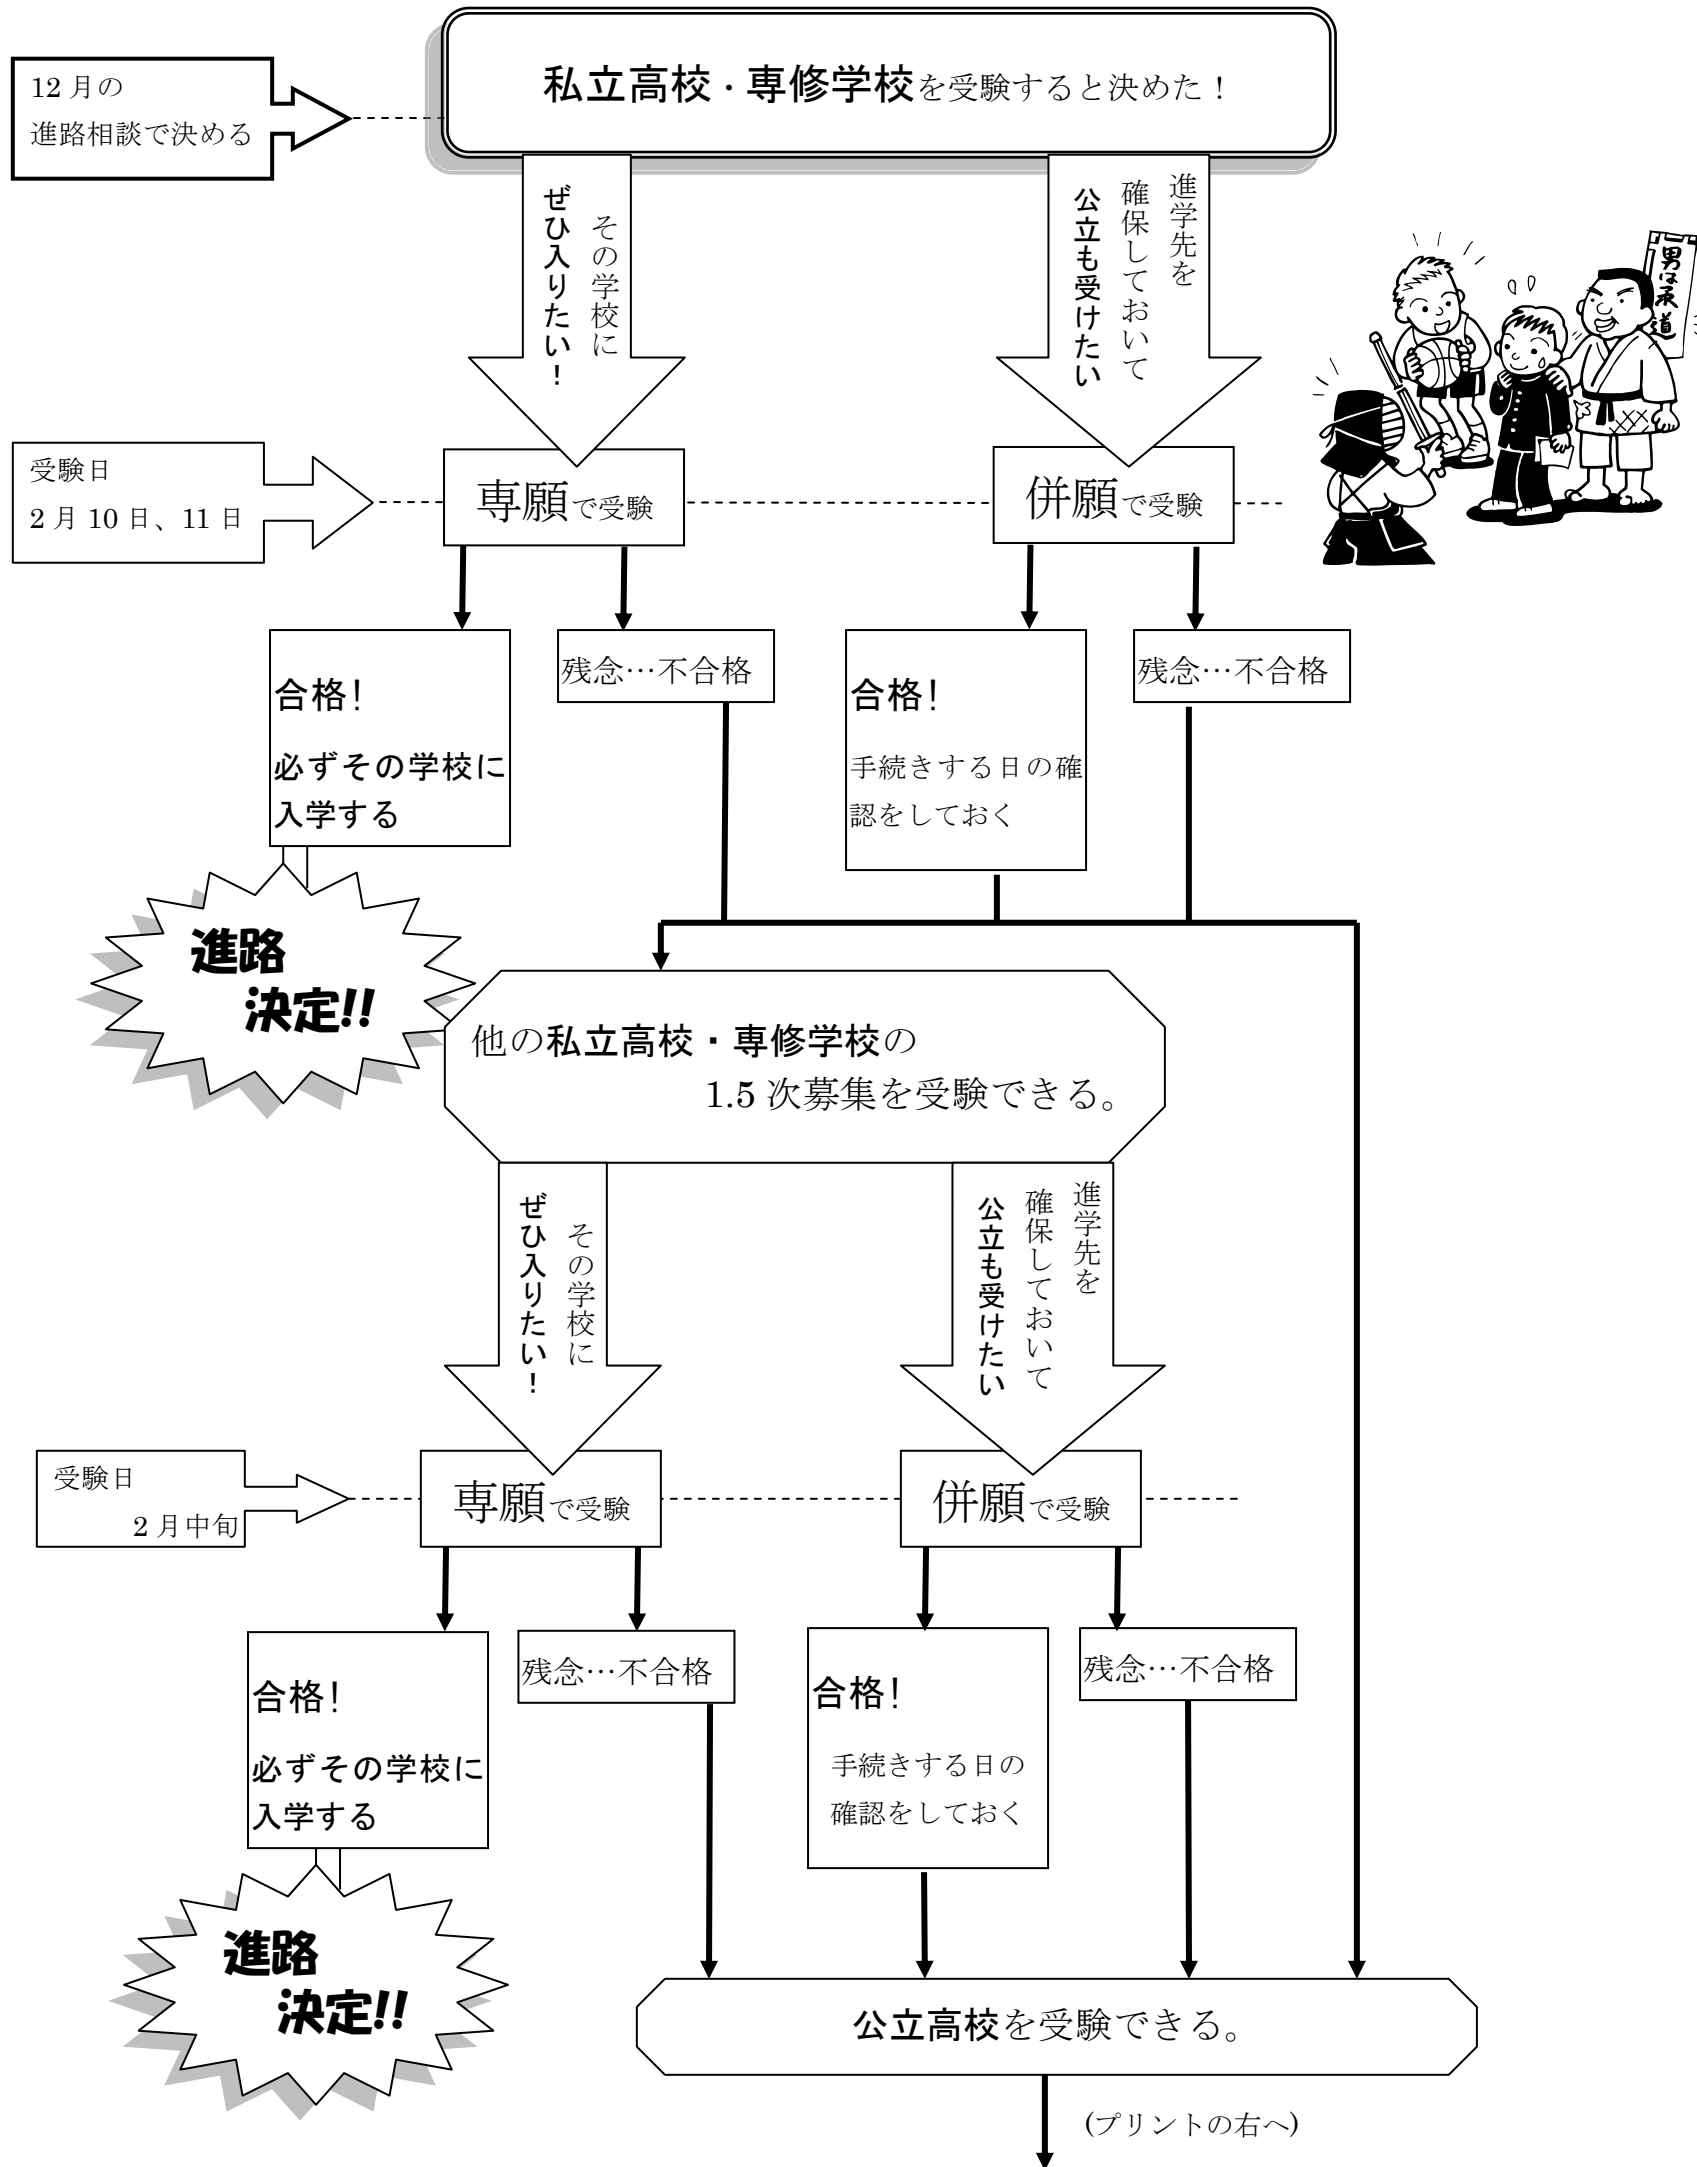 私立高校・専修学校を受験すると決めた！
12月の
進路相談で決める
その学校に
ぜひ入りたい！
進学先を
確保しておいて
公立も受けたい
男は柔道
受験日
2月10日、11日
専願で受験
併願で受験
合格！
必ずその学校に
入学する
残念…不合格
合格！
手続きする日の確
認をしておく
残念…不合格
進路
決定!!
他の私立高校・専修学校の
1.5次募集を受験できる。
その学校に
ぜひ入りたい！
進学先を
確保しておいて
公立も受けたい
受験日
2月中旬
専願で受験
併願で受験
合格！
必ずその学校に
入学する
残念…不合格
合格！
手続きする日の
確認をしておく
残念…不合格
進路
決定!!
公立高校を受験できる。
(プリントの右へ)